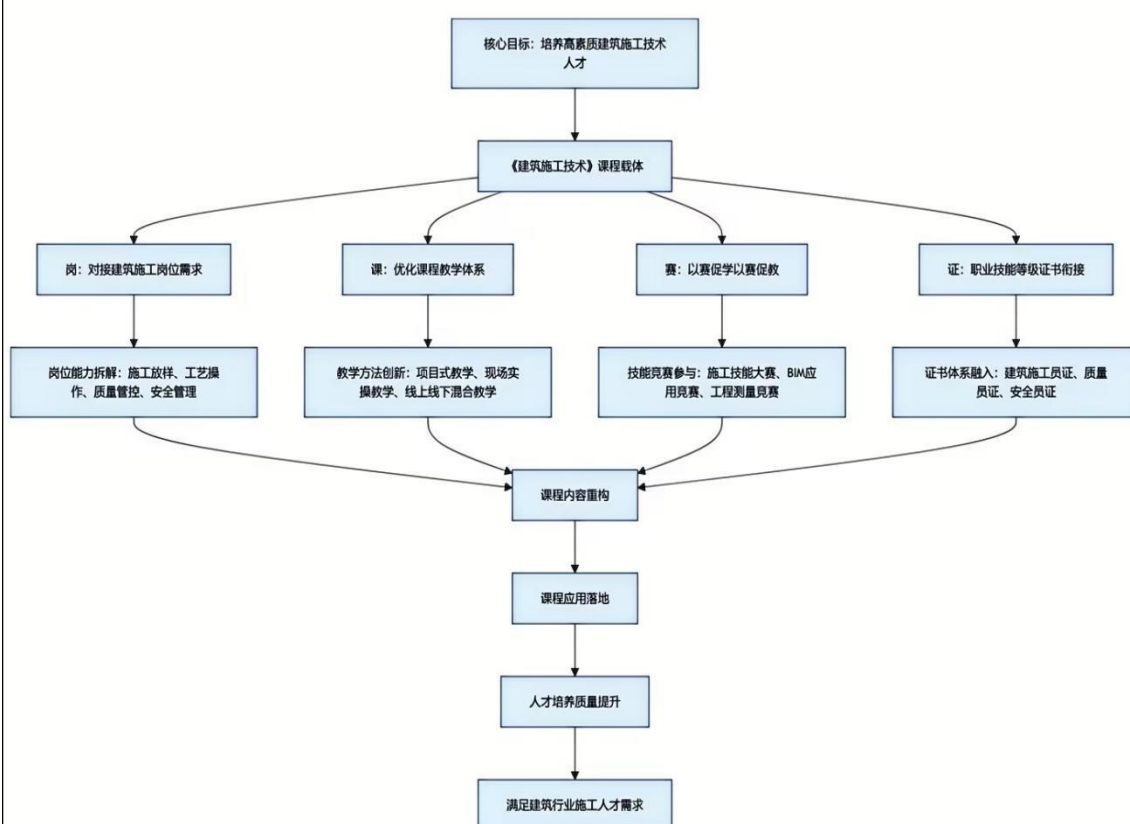 核心目标：培养高素质建筑施工技术
人才
《建筑施工技术》课程载体
岗：对接建筑施工岗位需求
课：优化课程教学体系
赛：以赛促学以赛促教
证：职业技能等级证书衔接
岗位能力拆解：施工放样、工艺操
作、质量管控、安全管理
教学方法创新：项目式教学、现场实
操教学、线上线下混合教学
技能竞赛参与：施工技能大赛、BIM应
用竞赛、工程测量竞赛
证书体系融入：建筑施工员证、质量
员证、安全员证
课程内容重构
课程应用落地
人才培养质量提升
满足建筑行业施工人才需求